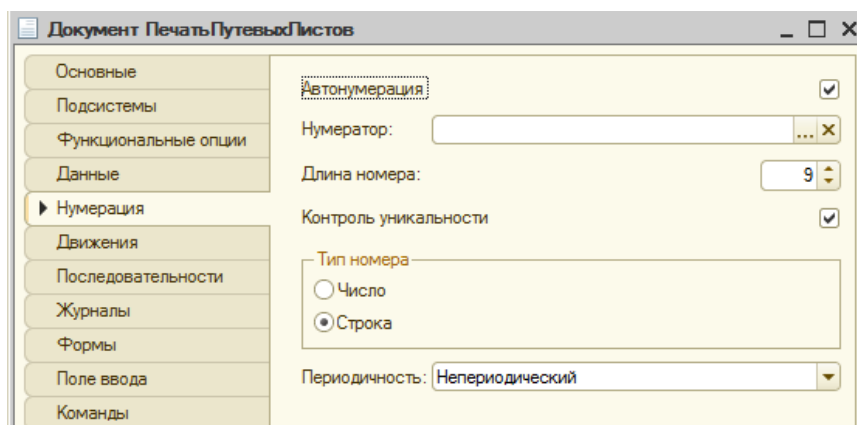 Документ ПечатьПутевыхЛистов
Основные
Подсистемы
Функциональные опции
Данные
Нумерация
Движения
Последовательности
Журналы
Формы
Поле ввода
Команды
Автонумерация
Нумератор:
...
Длина номера: 9
Контроль уникальности
Тип номера
Число
Строка
Периодичность: Непериодический